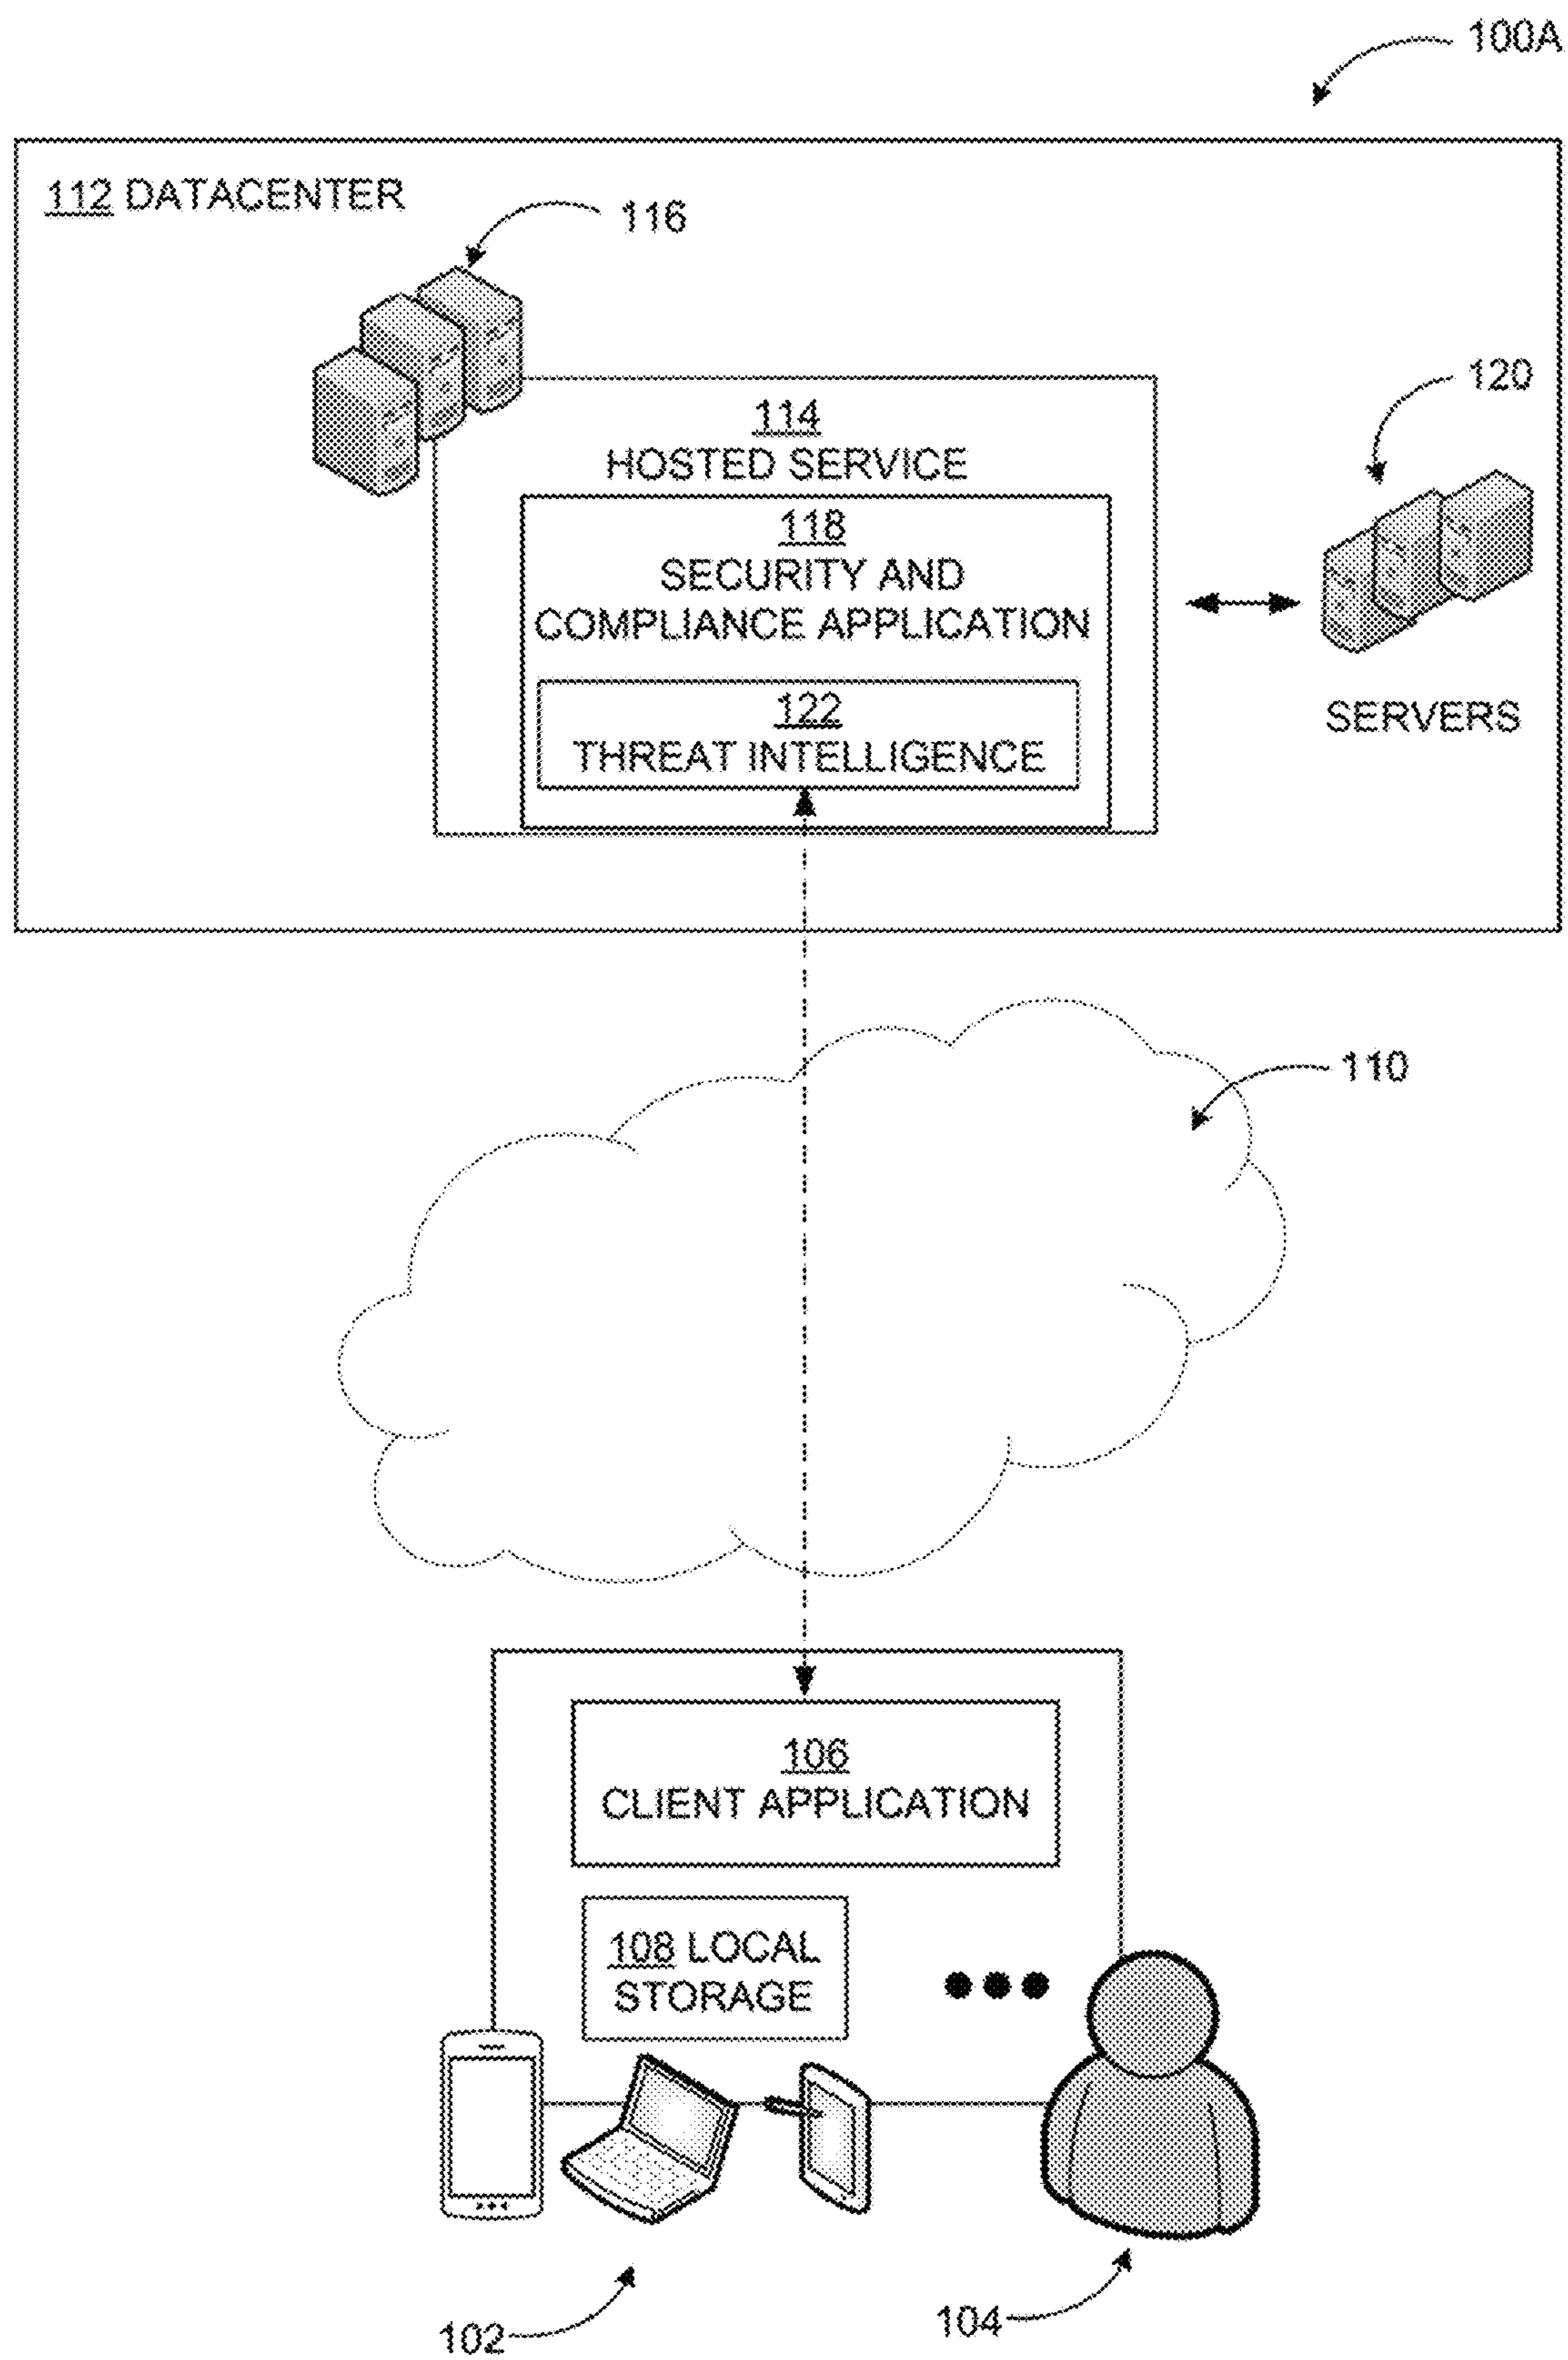 100A
112 DATACENTER
116
120
114
HOSTED SERVICE
118
SECURITY AND
COMPLIANCE APPLICATION
122
THREAT INTELLIGENCE
SERVERS
110
106
CLIENT APPLICATION
108 LOCAL
STORAGE
102
104